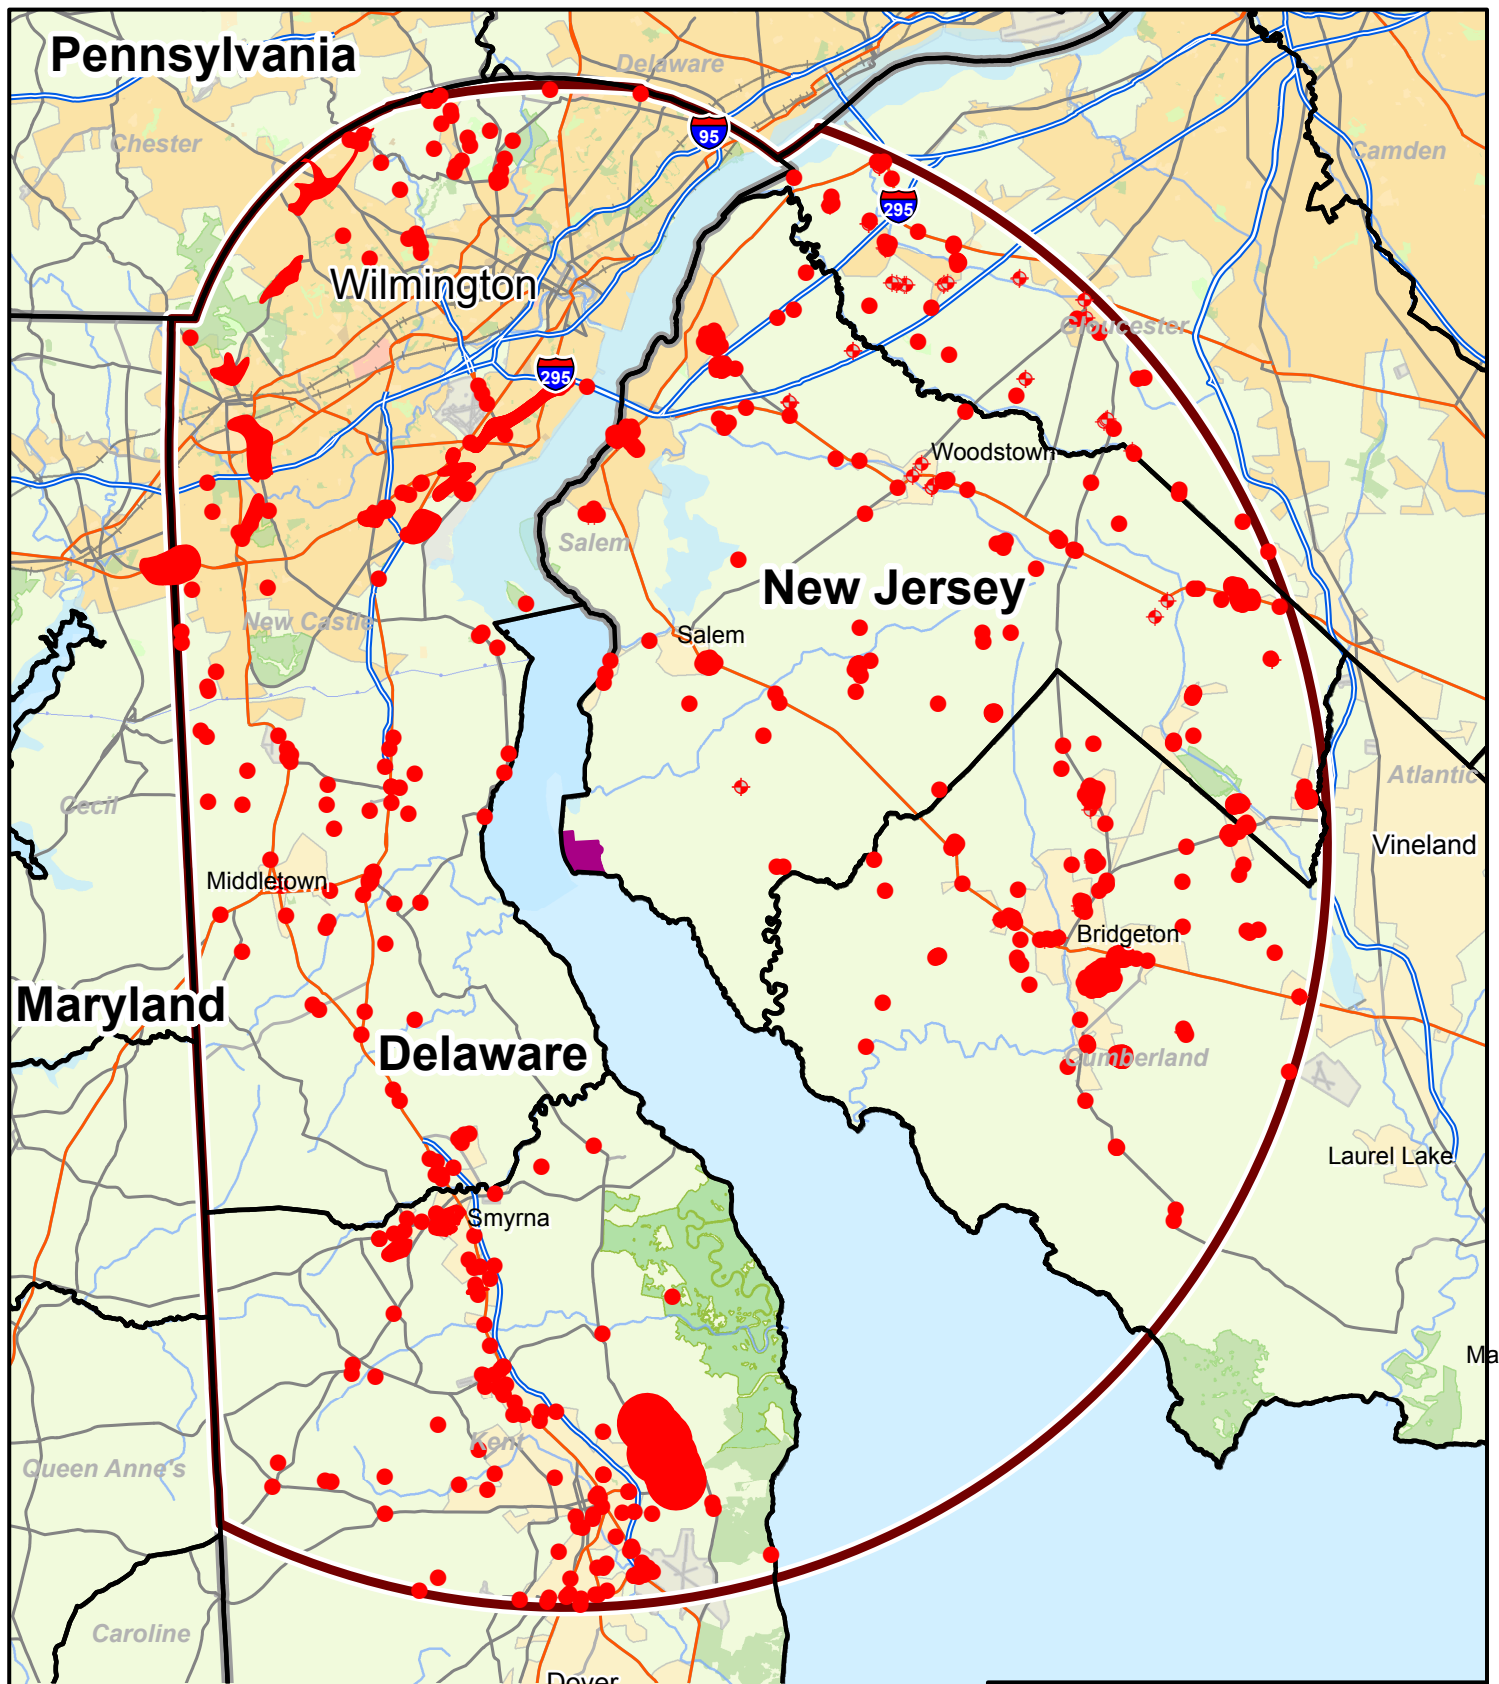 Pennsylvania
Delaware
95
Chester
Camden
295
Wilmington
Gloucester
295
Woodstown
Salem
New Jersey
New Castle
Salem
Atlantic
Cecil
Vineland
Middletown
Bridgeton
Maryland
Delaware
Cumberland
Laurel Lake
Smyrna
Ma
Kent
Queen Anne's
Caroline
Dover